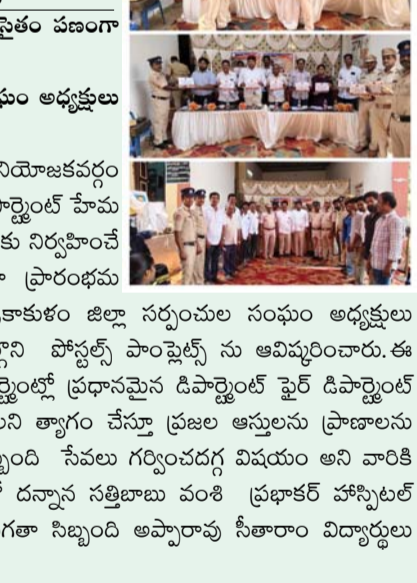 సైతం పణంగా
ఘం అధ్యక్షులు
నియోజకవర్గం
పార్ట్మెంట్ హేమ
కు నిర్వహించే
ప్రారంభమ
కాకుళం జిల్లా సర్పంచుల సంఘం అధ్యక్షులు
గ్గొని పోస్టల్స్ పాంప్లెట్స్ ను ఆవిష్కరించారు.ఈ
ర్ట్మెంట్లో ప్రధానమైన డిపార్ట్మెంట్ ఫైర్ డిపార్ట్మెంట్
లని త్యాగం చేస్తూ ప్రజల ఆస్తులను ప్రాణాలను
బ్బంది సేవలు గర్వించదగ్గ విషయం అని వారికి
దన్నాన సత్తిబాబు వంశి ప్రభాకర్ హాస్పిటల్
గతా సిబ్బంది అప్పారావు సీతారాం విద్యార్థులు